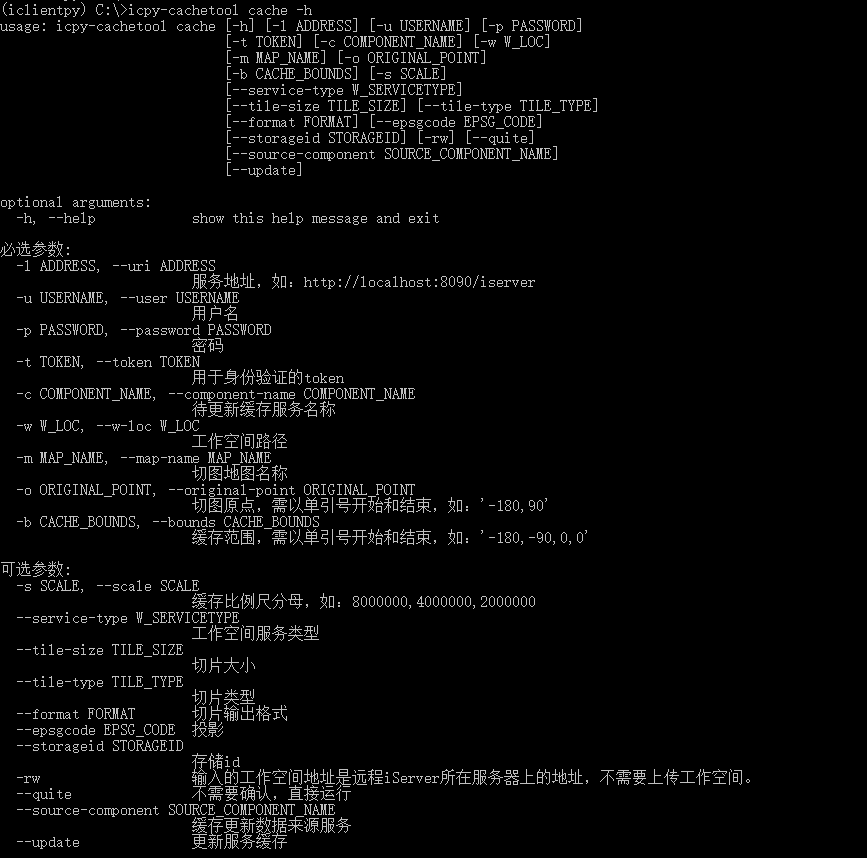 (iclientpy) C:\>icpy-cachetool cache -h
usage: icpy-cachetool cache [-h] [-l ADDRESS] [-u USERNAME] [-p PASSWORD]
[-t TOKEN] [-c COMPONENT_NAME] [-w W_LOC]
[-m MAP_NAME] [-o ORIGINAL_POINT]
[-b CACHE_BOUNDS] [-s SCALE]
[--service-type W_SERVICETYPE]
[--tile-size TILE_SIZE] [--tile-type TILE_TYPE]
[--format FORMAT] [--epsgcode EPSG_CODE]
[--storageid STORAGEID] [-rw] [--quite]
[--source-component SOURCE_COMPONENT_NAME]
[--update]
optional arguments:
-h, --help show this help message and exit
必选参数:
-l ADDRESS, --uri ADDRESS
服务地址，如：http://localhost:8090/iserver
-u USERNAME, --user USERNAME
用户名
-p PASSWORD, --password PASSWORD
密码
-t TOKEN, --token TOKEN
用于身份验证的token
-c COMPONENT_NAME, --component-name COMPONENT_NAME
待更新缓存服务名称
-w W_LOC, --w-loc W_LOC
工作空间路径
-m MAP_NAME, --map-name MAP_NAME
切图地图名称
-o ORIGINAL_POINT, --original-point ORIGINAL_POINT
切图原点，需以单引号开始和结束，如：'-180,90'
-b CACHE_BOUNDS, --bounds CACHE_BOUNDS
缓存范围，需以单引号开始和结束，如：'-180,-90,0,0'
可选参数:
-s SCALE, --scale SCALE
缓存比例尺分母，如：8000000,4000000,2000000
--service-type W_SERVICETYPE
工作空间服务类型
--tile-size TILE_SIZE
切片大小
--tile-type TILE_TYPE
切片类型
--format FORMAT 切片输出格式
--epsgcode EPSG_CODE 投影
--storageid STORAGEID
存储id
-rw 输入的工作空间地址是远程iServer所在服务器上的地址，不需要上传工作空间。
--quite 不需要确认，直接运行
--source-component SOURCE_COMPONENT_NAME
缓存更新数据来源服务
--update 更新服务缓存